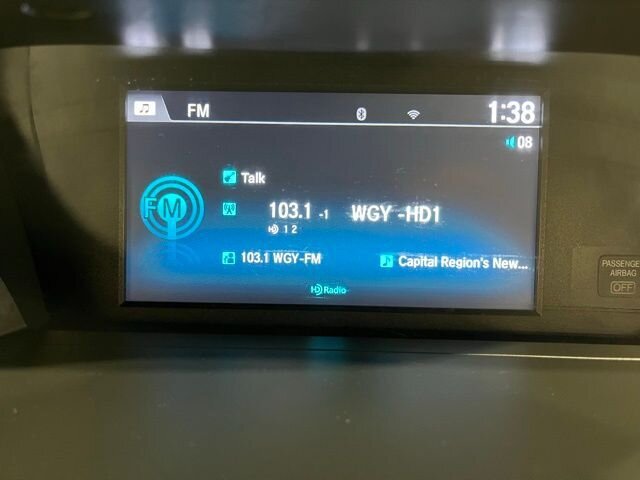 FM 1:38
08
Talk
FM 103.1 -1 WGY -HD1
HD 1 2
103.1 WGY-FM Capital Region's New...
HD Radio
PASSENGER
AIRBAG
OFF